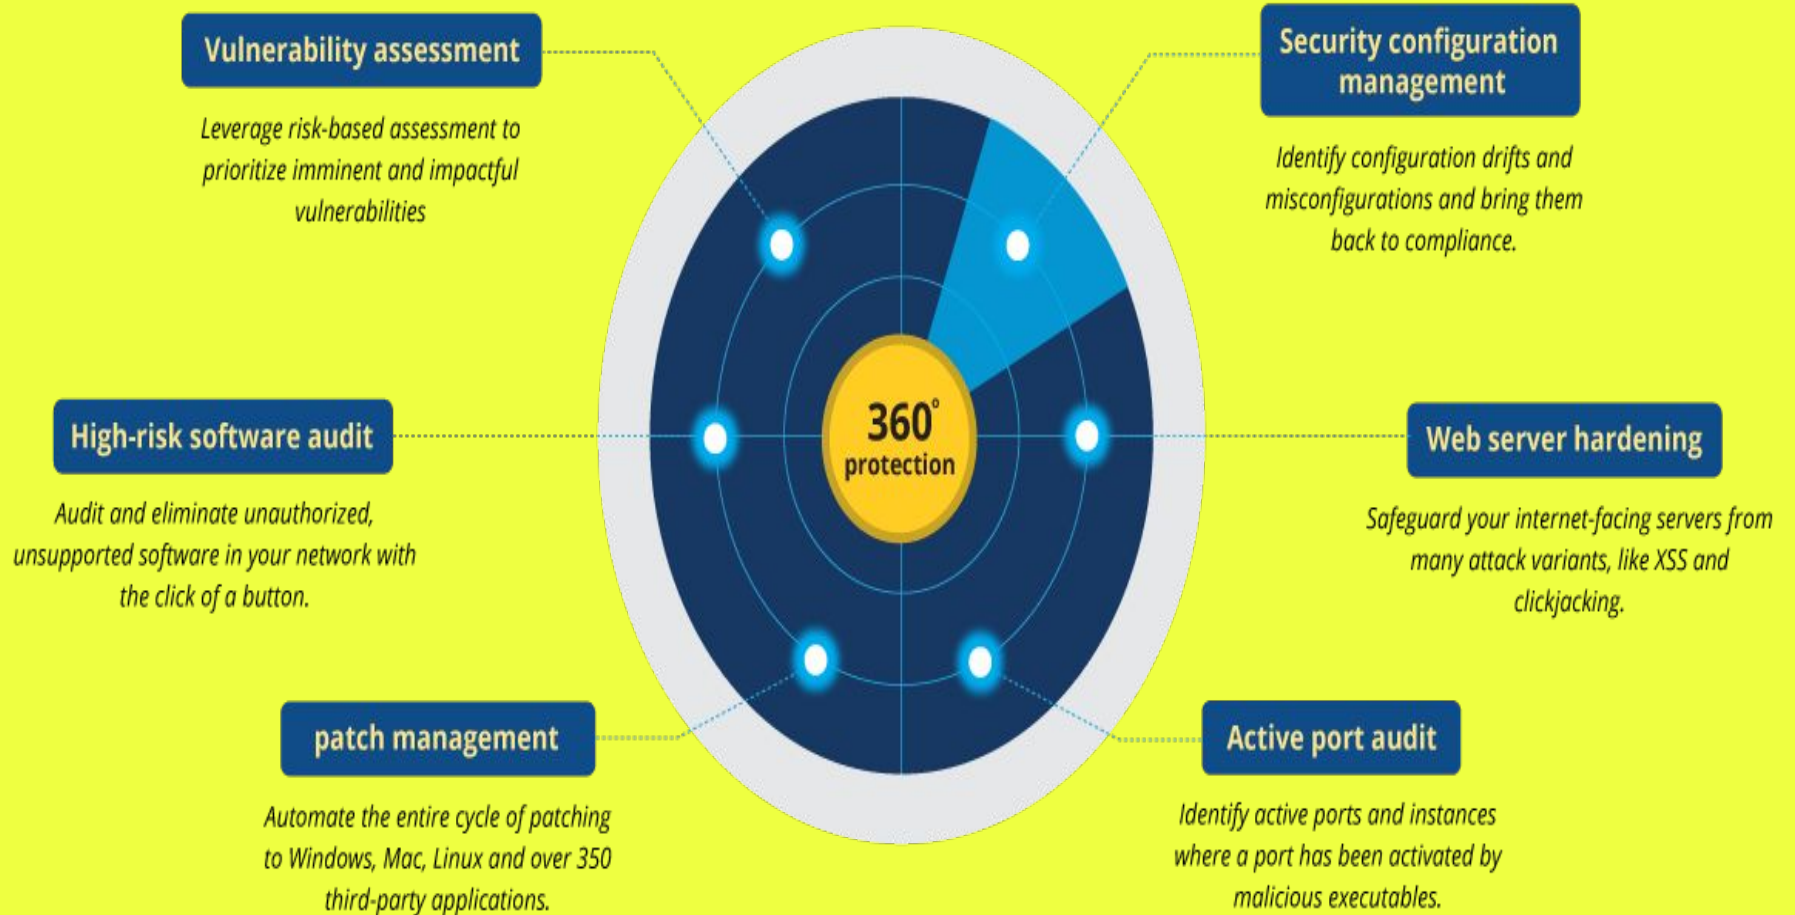 Vulnerability assessment
Leverage risk-based assessment to
prioritize imminent and impactful
vulnerabilities
Security configuration
management
Identify configuration drifts and
misconfigurations and bring them
back to compliance.
High-risk software audit
Audit and eliminate unauthorized,
unsupported software in your network with
the click of a button.
360°
protection
Web server hardening
Safeguard your internet-facing servers from
many attack variants, like XSS and
clickjacking.
patch management
Automate the entire cycle of patching
to Windows, Mac, Linux and over 350
third-party applications.
Active port audit
Identify active ports and instances
where a port has been activated by
malicious executables.